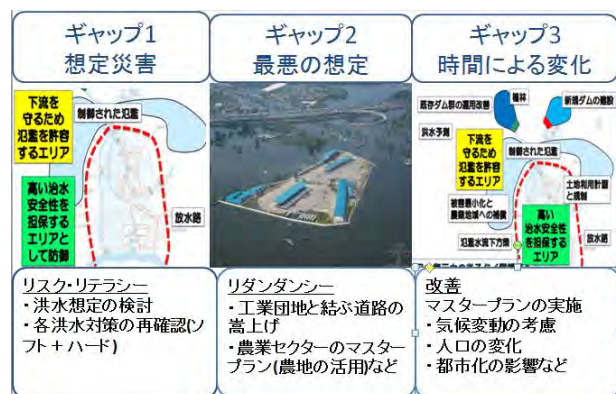 ギャップ1
想定災害
下流を
守るため
氾濫を許容
するエリア
制御された氾濫
高い治水
安全性を
担保する
エリアと
して防御
放水路
リスク・リテラシー
・洪水想定の検討
・各洪水対策の再確認(ソ
フト+ハード)
ギャップ2
最悪の想定
リダンダンシー
・工業団地と結ぶ道路の
嵩上げ
・農業セクターのマスター
プラン(農地の活用)など
ギャップ3
時間による変化
植林
既存ダム群の運用改善
新規ダムの建設
洪水予測
制御された氾濫
下流を
守るため
氾濫を許容
するエリア
土地利用計画
と規制
被害最小化と
農業地域への補償
高い
治水安全性
を担保する
エリア
放水路
氾濫水流下方策
改善
マスタープランの実施
・気候変動の考慮
・人口の変化
・都市化の影響など